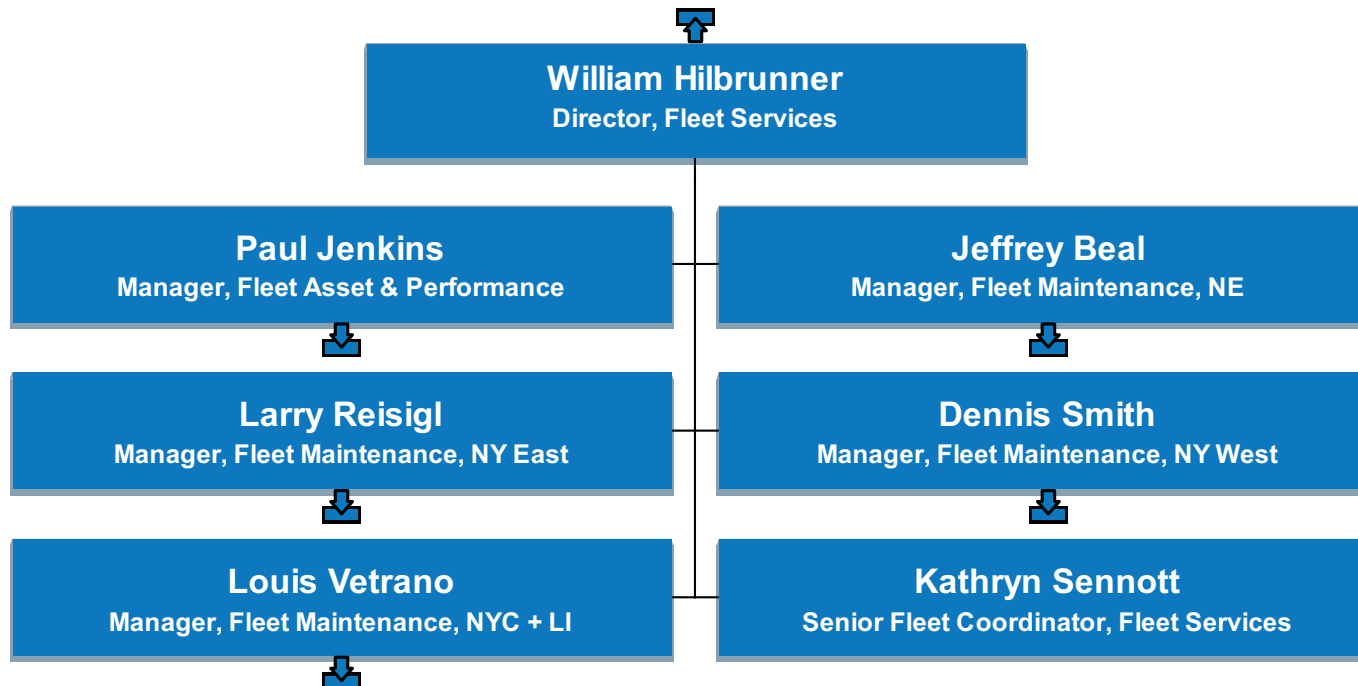 William Hilbrunner
Director, Fleet Services
Paul Jenkins
Manager, Fleet Asset & Performance
Jeffrey Beal
Manager, Fleet Maintenance, NE
Larry Reisigl
Manager, Fleet Maintenance, NY East
Dennis Smith
Manager, Fleet Maintenance, NY West
Louis Vetrano
Manager, Fleet Maintenance, NYC + LI
Kathryn Sennott
Senior Fleet Coordinator, Fleet Services